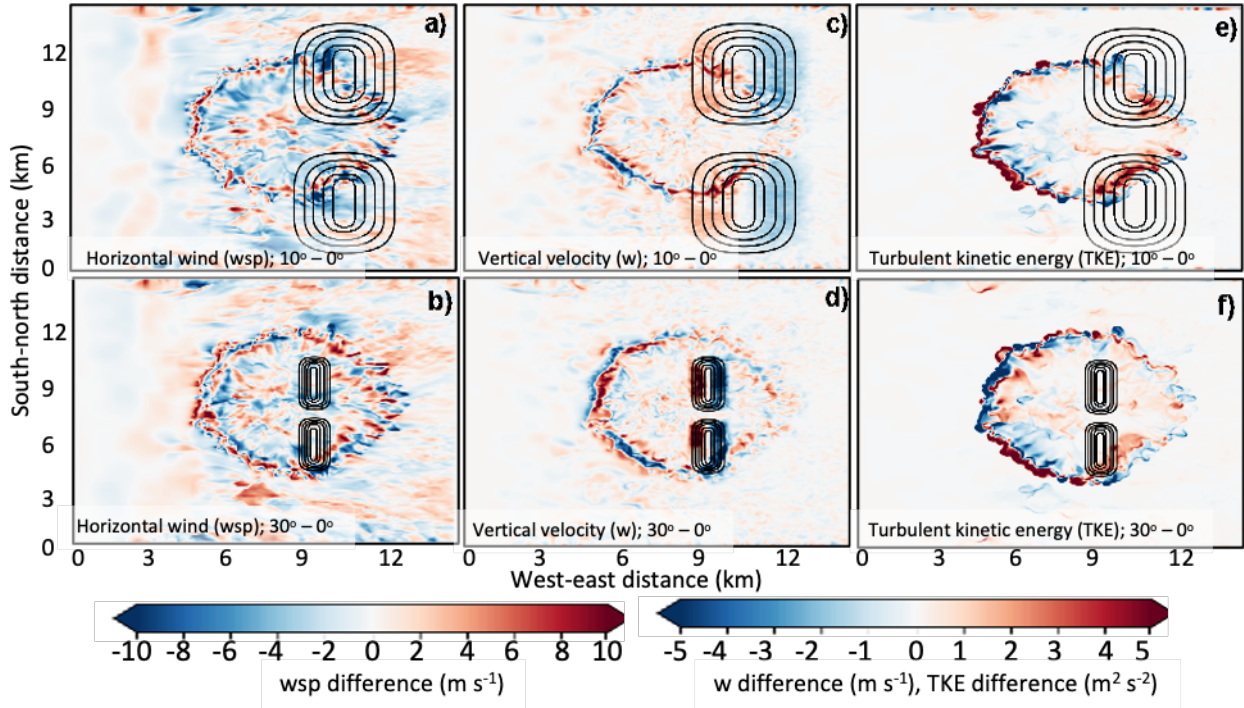 South-north distance (km)
12
9
6
3
0
a)
Horizontal wind (wsp); 10° – 0°
c)
Vertical velocity (w); 10° – 0°
e)
Turbulent kinetic energy (TKE); 10° – 0°
12
9
6
3
0
b)
Horizontal wind (wsp); 30° – 0°
d)
Vertical velocity (w); 30° – 0°
f)
Turbulent kinetic energy (TKE); 30° – 0°
0 3 6 9 12 0 3 6 9 12 0 3 6 9 12
West-east distance (km)
-10 -8 -6 -4 -2 0 2 4 6 8 10
wsp difference (m s⁻¹)
-5 -4 -3 -2 -1 0 1 2 3 4 5
w difference (m s⁻¹), TKE difference (m² s⁻²)